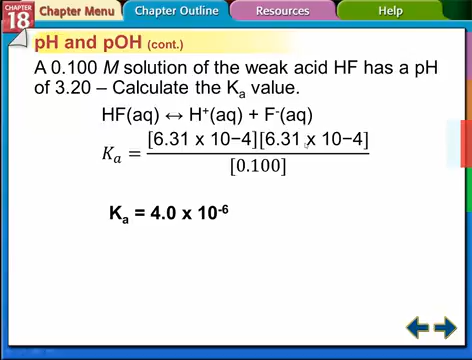 CHAPTER
18
Chapter Menu
Chapter Outline
Resources
Help
pH and pOH (cont.)
A 0.100 M solution of the weak acid HF has a pH
of 3.20 – Calculate the Kₐ value.
HF(aq) ↔ H⁺(aq) + F⁻(aq)
Kₐ = [6.31 x 10−4][6.31 x 10−4]
[0.100]
Kₐ = 4.0 x 10⁻⁶